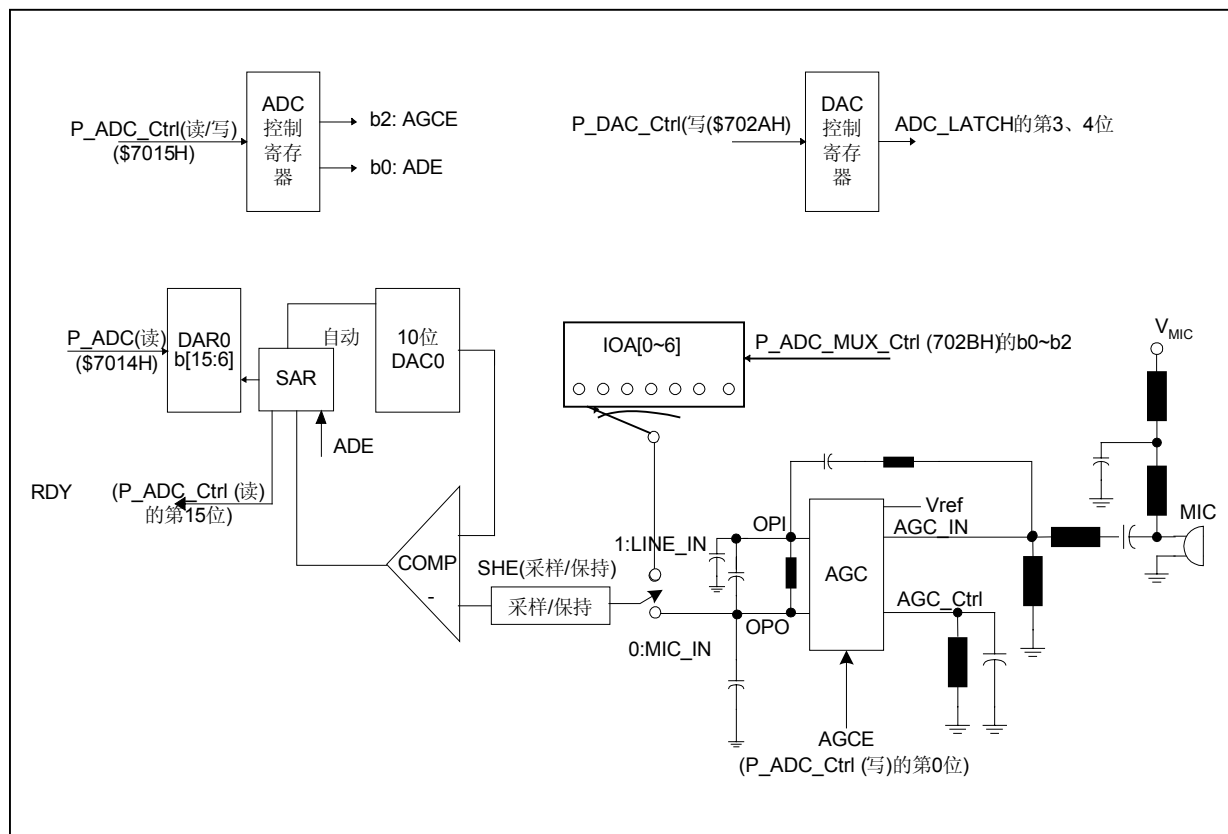 P_ADC_Ctrl(读/写)
($7015H)
ADC
控制
寄存
器
b2: AGCE
b0: ADE
P_DAC_Ctrl(写($702AH)
DAC
控制
寄存
器
ADC_LATCH的第3、4位
P_ADC(读)
($7014H)
DAR0
b[15:6]
SAR
自动
10位
DAC0
ADE
RDY
(P_ADC_Ctrl (读)
的第15位)
IOA[0~6]
P_ADC_MUX_Ctrl (702BH)的b0~b2
V_MIC
COMP
-
SHE(采样/保持)
采样/保持
1:LINE_IN
0:MIC_IN
OPI
OPO
AGC
Vref
AGC_IN
AGC_Ctrl
MIC
AGCE
(P_ADC_Ctrl (写)的第0位)